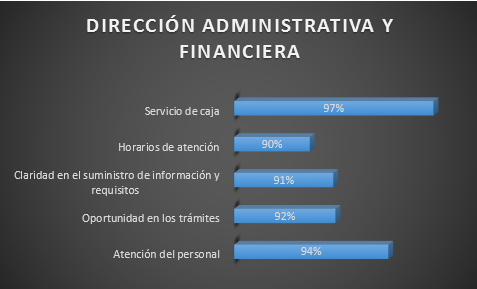 DIRECCIÓN ADMINISTRATIVA Y
FINANCIERA
Servicio de caja
97%
Horarios de atención
90%
Claridad en el suministro de información y
requisitos
91%
Oportunidad en los trámites
92%
Atención del personal
94%